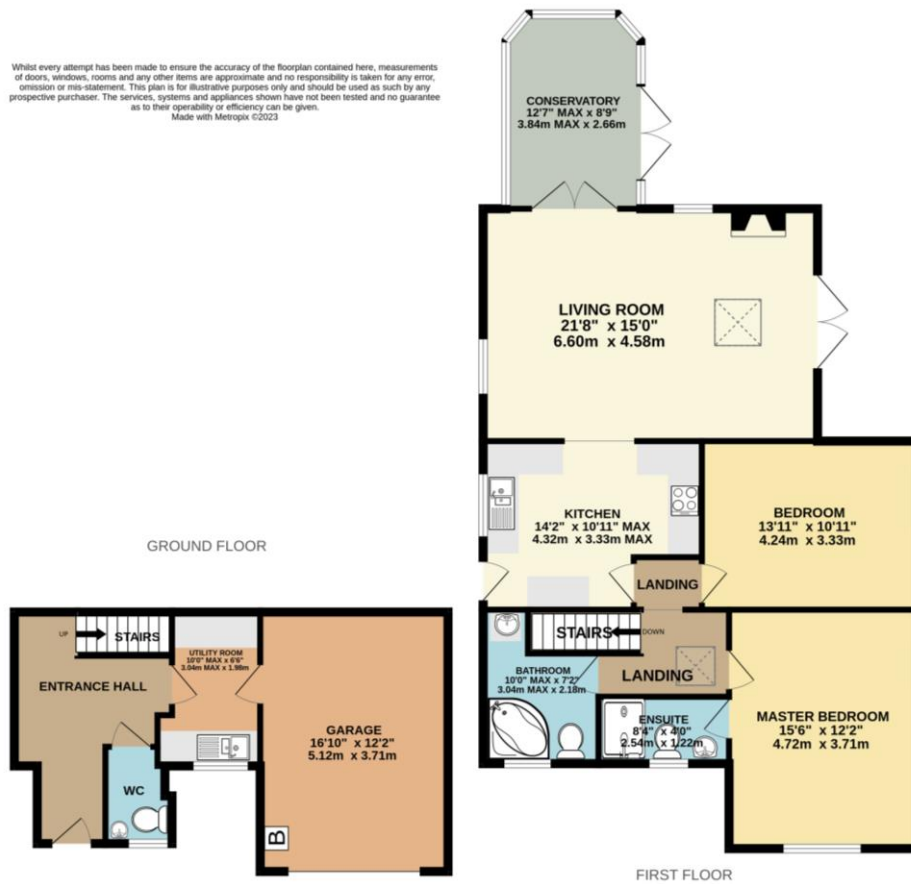 Whilst every attempt has been made to ensure the accuracy of the floorplan contained here, measurements
of doors, windows, rooms and any other items are approximate and no responsibility is taken for any error,
omission or mis-statement. This plan is for illustrative purposes only and should be used as such by any
prospective purchaser. The services, systems and appliances shown have not been tested and no guarantee
as to their operability or efficiency can be given.
Made with Metropix ©2023
CONSERVATORY
12'7" MAX x 8'9"
3.84m MAX x 2.66m
LIVING ROOM
21'8" x 15'0"
6.60m x 4.58m
KITCHEN
14'2" x 10'11" MAX
4.32m x 3.33m MAX
BEDROOM
13'11" x 10'11"
4.24m x 3.33m
LANDING
STAIRS
DOWN
LANDING
BATHROOM
10'0" MAX x 7'2"
3.04m MAX x 2.18m
ENSUITE
8'4" x 4'0"
2.54m x 1.22m
MASTER BEDROOM
15'6" x 12'2"
4.72m x 3.71m
FIRST FLOOR
GROUND FLOOR
UP
STAIRS
ENTRANCE HALL
UTILITY ROOM
10'0" MAX x 6'6"
3.04m MAX x 1.98m
WC
GARAGE
16'10" x 12'2"
5.12m x 3.71m
B